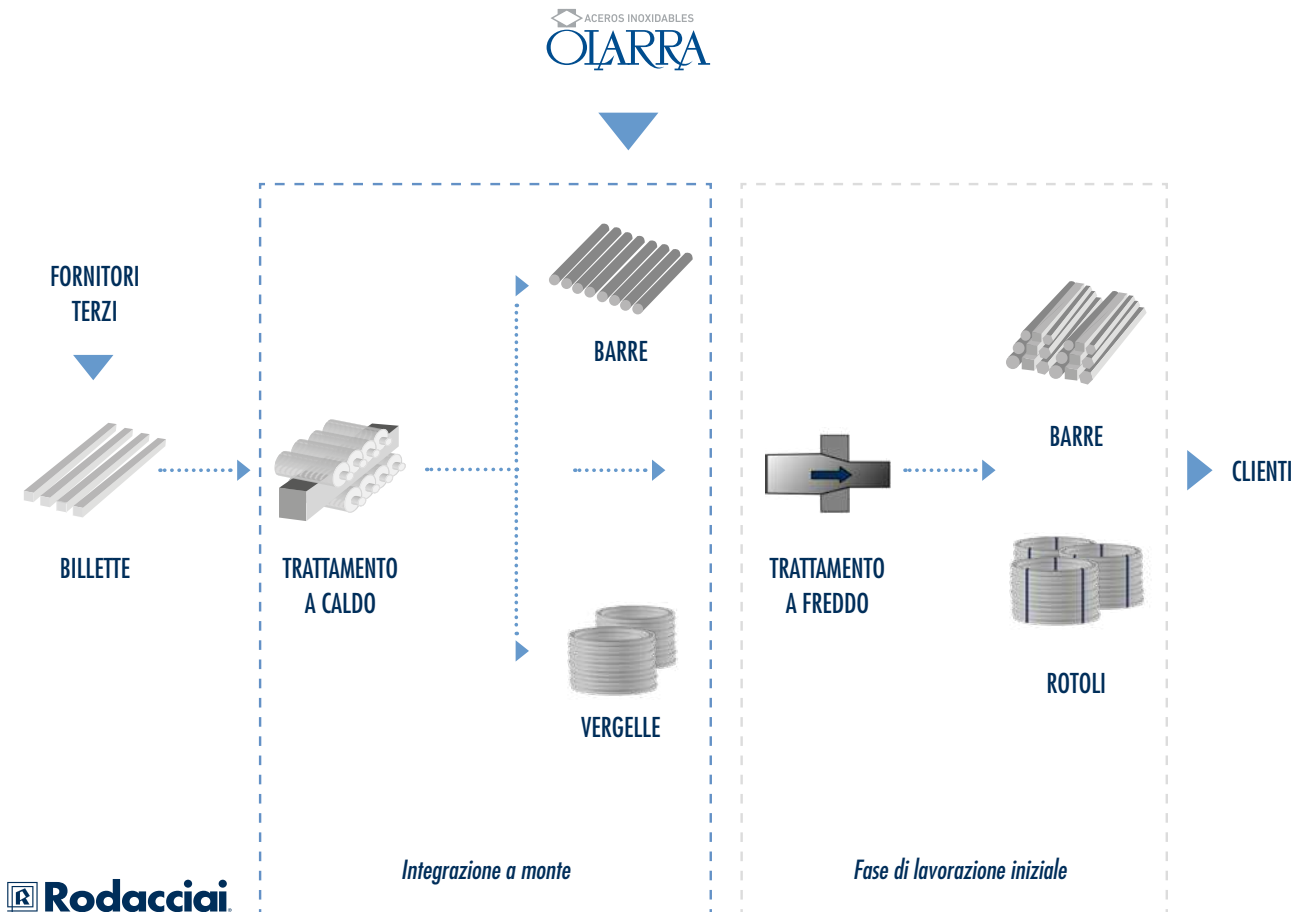 ACEROS INOXIDABLES
OLARRA
FORNITORI
TERZI
BILLETTE
TRATTAMENTO
A CALDO
BARRE
VERGELLE
TRATTAMENTO
A FREDDO
BARRE
ROTOLI
CLIENTI
Integrazione a monte
Fase di lavorazione iniziale
R Rodacciai